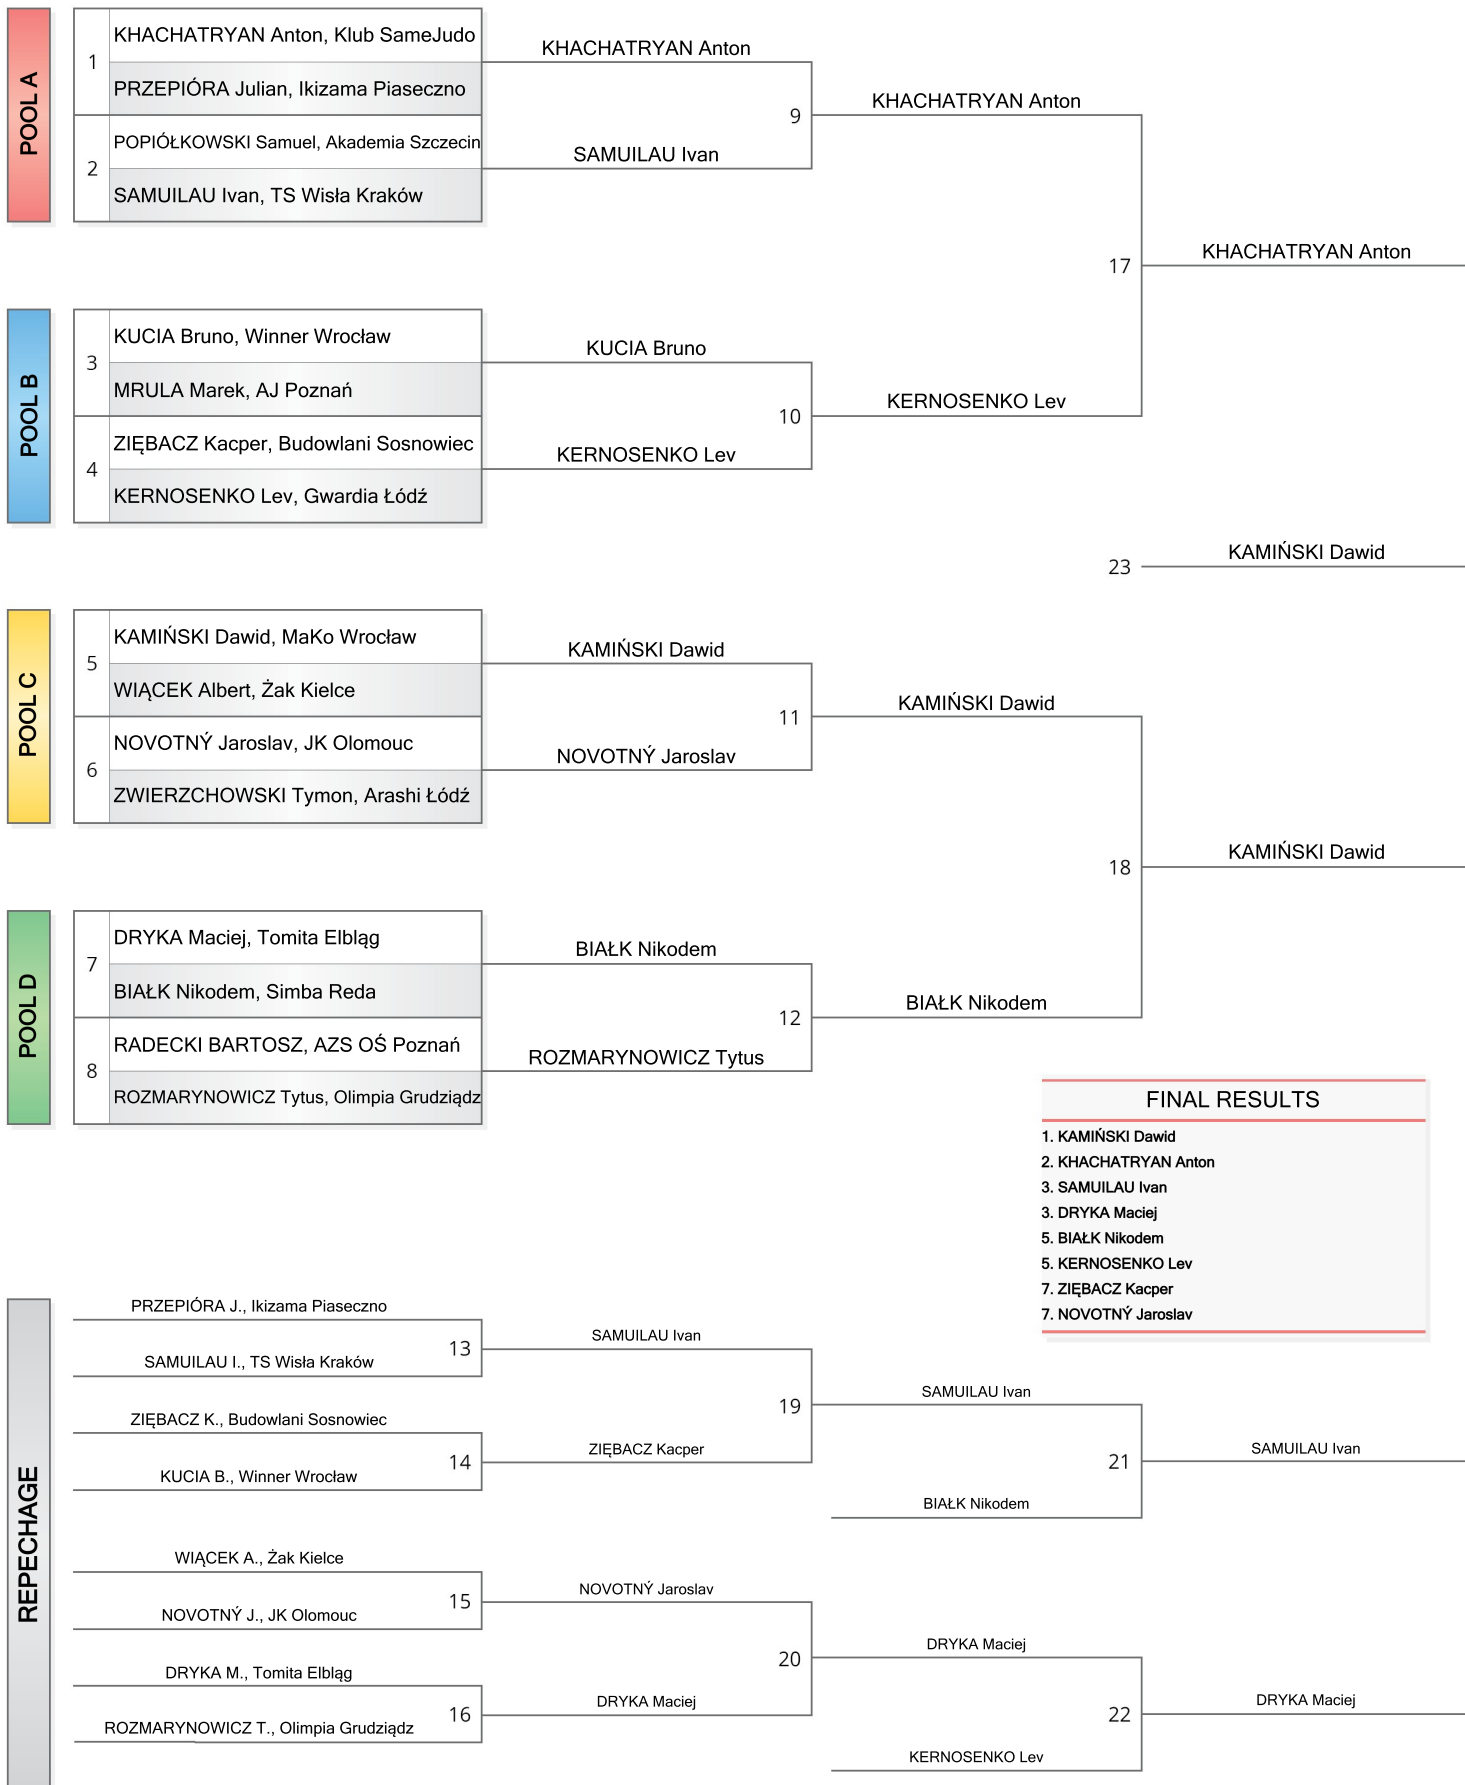 POOL A
1
KHACHATRYAN Anton, Klub SameJudo
PRZEPIÓRA Julian, Ikizama Piaseczno
2
POPIÓŁKOWSKI Samuel, Akademia Szczecin
SAMUILAU Ivan, TS Wisła Kraków
KHACHATRYAN Anton
SAMUILAU Ivan
9
KHACHATRYAN Anton
POOL B
3
KUCIA Bruno, Winner Wrocław
MRULA Marek, AJ Poznań
4
ZIĘBACZ Kacper, Budowlani Sosnowiec
KERNOSENKO Lev, Gwardia Łódź
KUCIA Bruno
KERNOSENKO Lev
10
KERNOSENKO Lev
17
KHACHATRYAN Anton
23
KAMIŃSKI Dawid
POOL C
5
KAMIŃSKI Dawid, MaKo Wrocław
WIĄCEK Albert, Żak Kielce
6
NOVOTNÝ Jaroslav, JK Olomouc
ZWIERZCHOWSKI Tymon, Arashi Łódź
KAMIŃSKI Dawid
NOVOTNÝ Jaroslav
11
KAMIŃSKI Dawid
POOL D
7
DRYKA Maciej, Tomita Elbląg
BIAŁK Nikodem, Simba Reda
8
RADECKI BARTOSZ, AZS OŚ Poznań
ROZMARYNOWICZ Tytus, Olimpia Grudziądz
BIAŁK Nikodem
ROZMARYNOWICZ Tytus
12
BIAŁK Nikodem
18
KAMIŃSKI Dawid
FINAL RESULTS
1. KAMIŃSKI Dawid
2. KHACHATRYAN Anton
3. SAMUILAU Ivan
3. DRYKA Maciej
5. BIAŁK Nikodem
5. KERNOSENKO Lev
7. ZIĘBACZ Kacper
7. NOVOTNÝ Jaroslav
REPECHAGE
PRZEPIÓRA J., Ikizama Piaseczno
SAMUILAU I., TS Wisła Kraków
13
SAMUILAU Ivan
ZIĘBACZ K., Budowlani Sosnowiec
KUCIA B., Winner Wrocław
14
ZIĘBACZ Kacper
19
SAMUILAU Ivan
BIAŁK Nikodem
21
SAMUILAU Ivan
WIĄCEK A., Żak Kielce
NOVOTNÝ J., JK Olomouc
15
NOVOTNÝ Jaroslav
DRYKA M., Tomita Elbląg
ROZMARYNOWICZ T., Olimpia Grudziądz
16
DRYKA Maciej
20
DRYKA Maciej
KERNOSENKO Lev
22
DRYKA Maciej